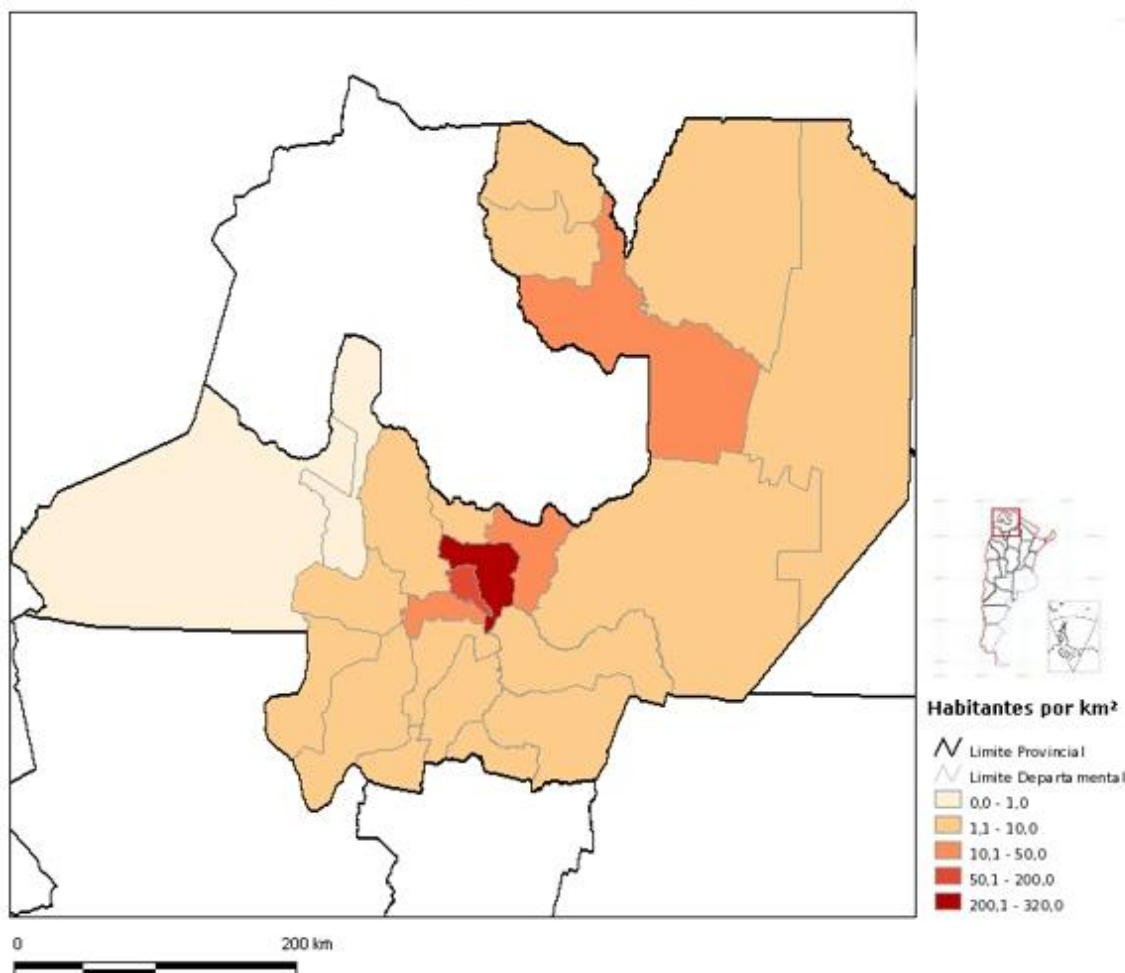 Habitantes por km²
Limite Provincial
Limite Departamental
0,0 - 1,0
1,1 - 10,0
10,1 - 50,0
50,1 - 200,0
200,1 - 320,0
0 200 km